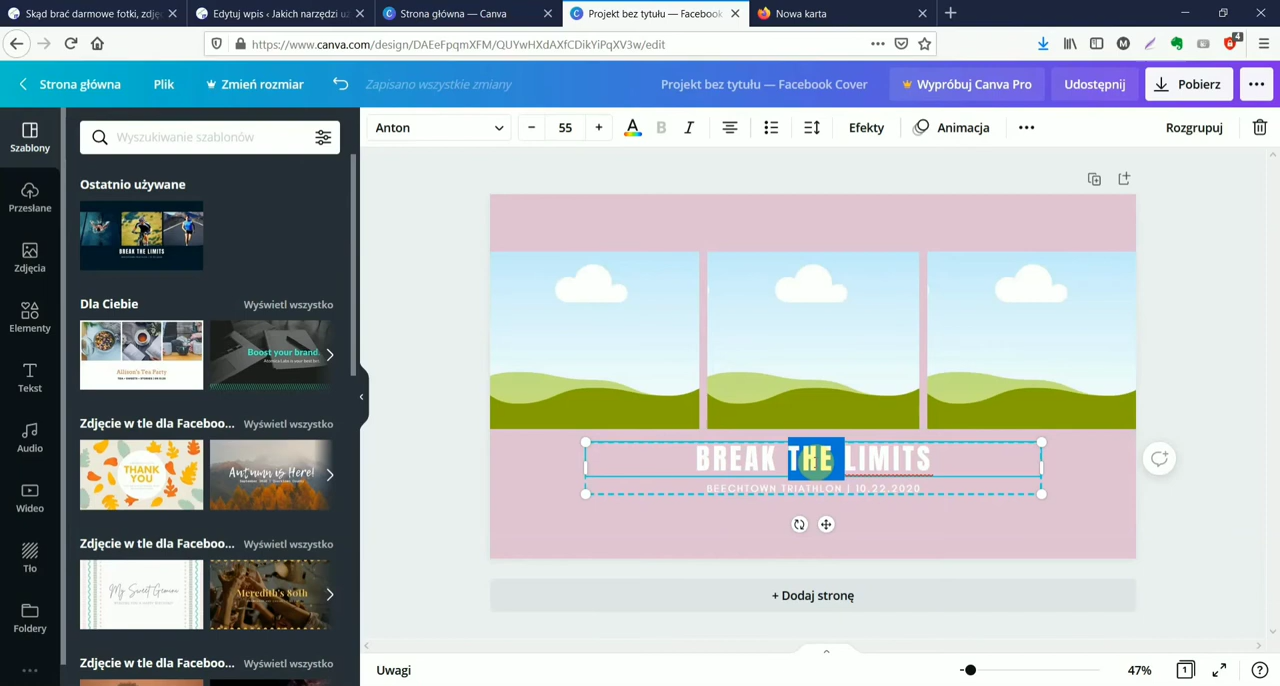 Skąd brać darmowe fotki, zdję
Edytuj wpis ‹ Jakich narzędzi uż
Strona główna — Canva
Projekt bez tytułu — Facebook
Nowa karta
https://www.canva.com/design/DAEeFpqmXFM/QUYwHXdAXfCDikYiPqXV3w/edit
4
Strona główna
Plik
Zmień rozmiar
Zapisano wszystkie zmiany
Projekt bez tytułu — Facebook Cover
Wypróbuj Canva Pro
Udostępnij
Pobierz
Szablony
Przesłane
Zdjęcia
Elementy
Tekst
Audio
Wideo
Tło
Foldery
Wyszukiwanie szablonów
Ostatnio używane
BREAK THE LIMITS
Dla Ciebie
Wyświetl wszystko
Allison's Tea Party
Boost your brand.
Zdjęcie w tle dla Faceboo...
Wyświetl wszystko
THANK
YOU
Autumn is Here!
Zdjęcie w tle dla Faceboo...
Wyświetl wszystko
My Sweet Gemini
Meredith's 80th
Zdjęcie w tle dla Faceboo...
Wyświetl wszystko
Anton
55
B
I
Efekty
Animacja
Rozgrupuj
BREAK THE LIMITS
BEECHTOWN TRIATHLON | 10.22.2020
+ Dodaj stronę
Uwagi
47%
1